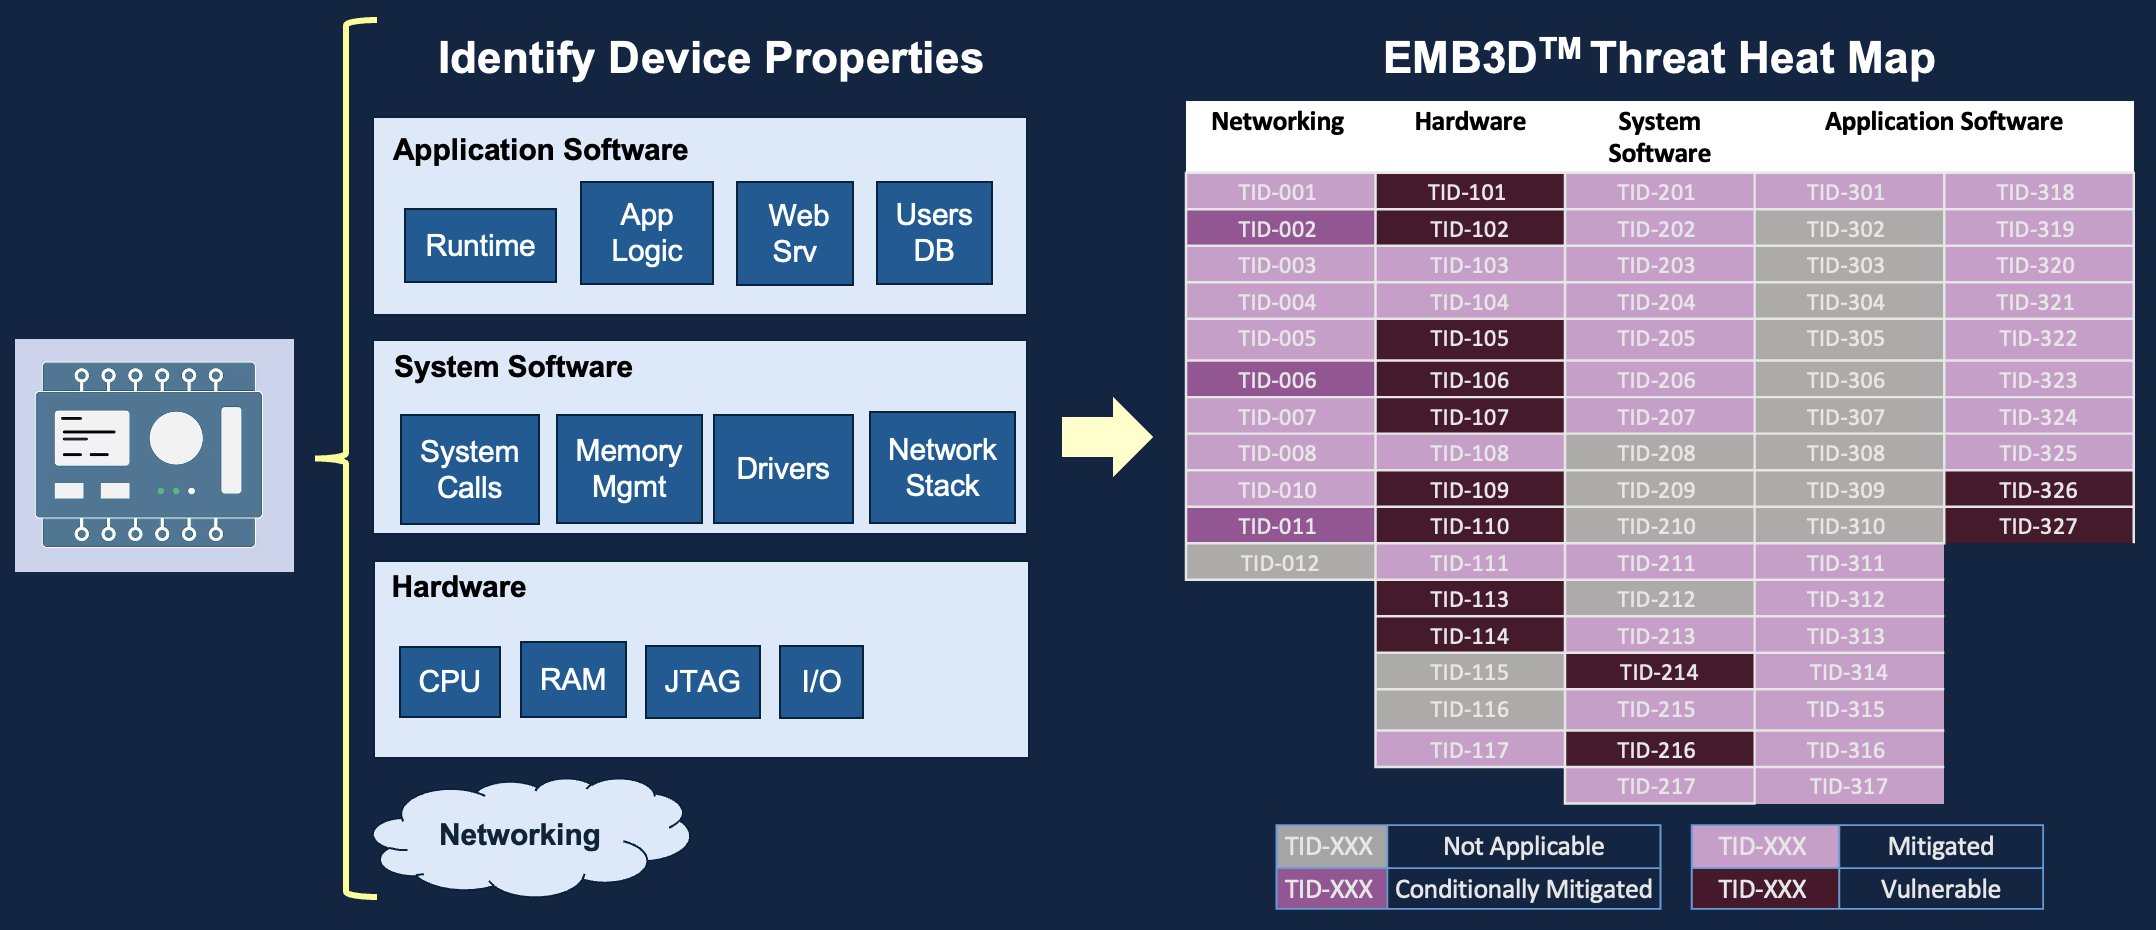 Identify Device Properties
Application Software
Runtime
App
Logic
Web
Srv
Users
DB
System Software
System
Calls
Memory
Mgmt
Drivers
Network
Stack
Hardware
CPU
RAM
JTAG
I/O
Networking
EMB3D™ Threat Heat Map
Networking Hardware System Software Application Software
TID-001 TID-101 TID-201 TID-301 TID-318
TID-002 TID-102 TID-202 TID-302 TID-319
TID-003 TID-103 TID-203 TID-303 TID-320
TID-004 TID-104 TID-204 TID-304 TID-321
TID-005 TID-105 TID-205 TID-305 TID-322
TID-006 TID-106 TID-206 TID-306 TID-323
TID-007 TID-107 TID-207 TID-307 TID-324
TID-008 TID-108 TID-208 TID-308 TID-325
TID-010 TID-109 TID-209 TID-309 TID-326
TID-011 TID-110 TID-210 TID-310 TID-327
TID-012 TID-111 TID-211 TID-311
TID-113 TID-212 TID-312
TID-114 TID-213 TID-313
TID-115 TID-214 TID-314
TID-116 TID-215 TID-315
TID-117 TID-216 TID-316
TID-217 TID-317
TID-XXX Not Applicable
TID-XXX Conditionally Mitigated
TID-XXX Mitigated
TID-XXX Vulnerable